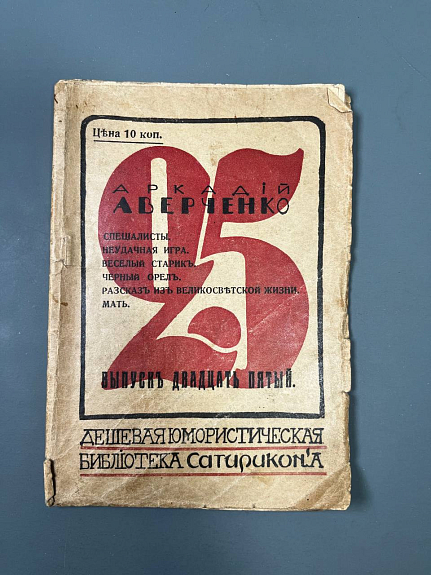 Цѣна 10 коп.
25
АРКАДІЙ
АВЕРЧЕНКО
СПЕЦІАЛИСТЫ.
НЕУДАЧНАЯ ИГРА.
ВЕСЕЛЫЙ СТАРИКЪ.
ЧЕРНЫЙ ОРЕЛЪ.
РАЗСКАЗЪ ИЗЪ ВЕЛИКОСВѢТСКОЙ ЖИЗНИ.
МАТЬ.
ВЫПУСКЪ ДВАДЦАТЬ ПЯТЫЙ.
ДЕШЕВАЯ ЮМОРИСТИЧЕСКАЯ
БИБЛІОТЕКА САТИРИКОН'А